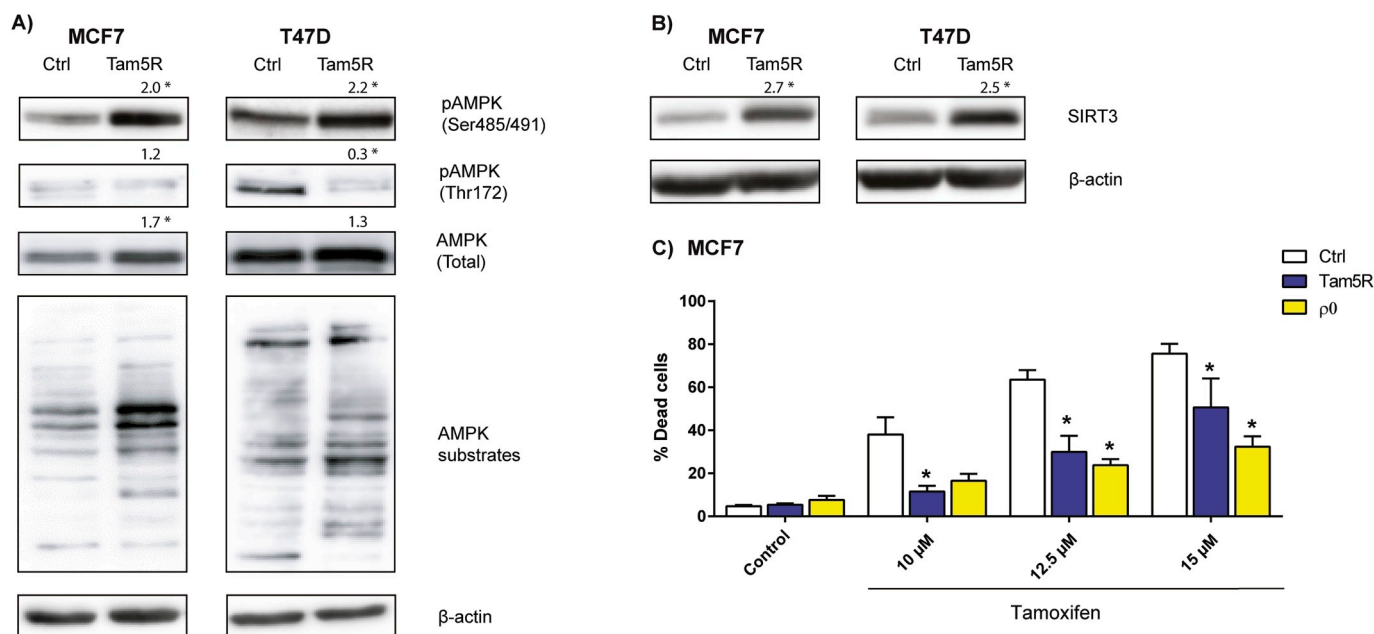 A)
MCF7 T47D
Ctrl Tam5R Ctrl Tam5R
2.0 * 2.2 *
pAMPK
(Ser485/491)
1.2 0.3 *
pAMPK
(Thr172)
1.7 * 1.3
AMPK
(Total)
AMPK
substrates
β-actin
B)
MCF7 T47D
Ctrl Tam5R Ctrl Tam5R
2.7 * 2.5 *
SIRT3
β-actin
C) MCF7
Ctrl
Tam5R
ρ0
% Dead cells
100
80
60
40
20
0
* * * * *
Control 10 µM 12.5 µM 15 µM
Tamoxifen